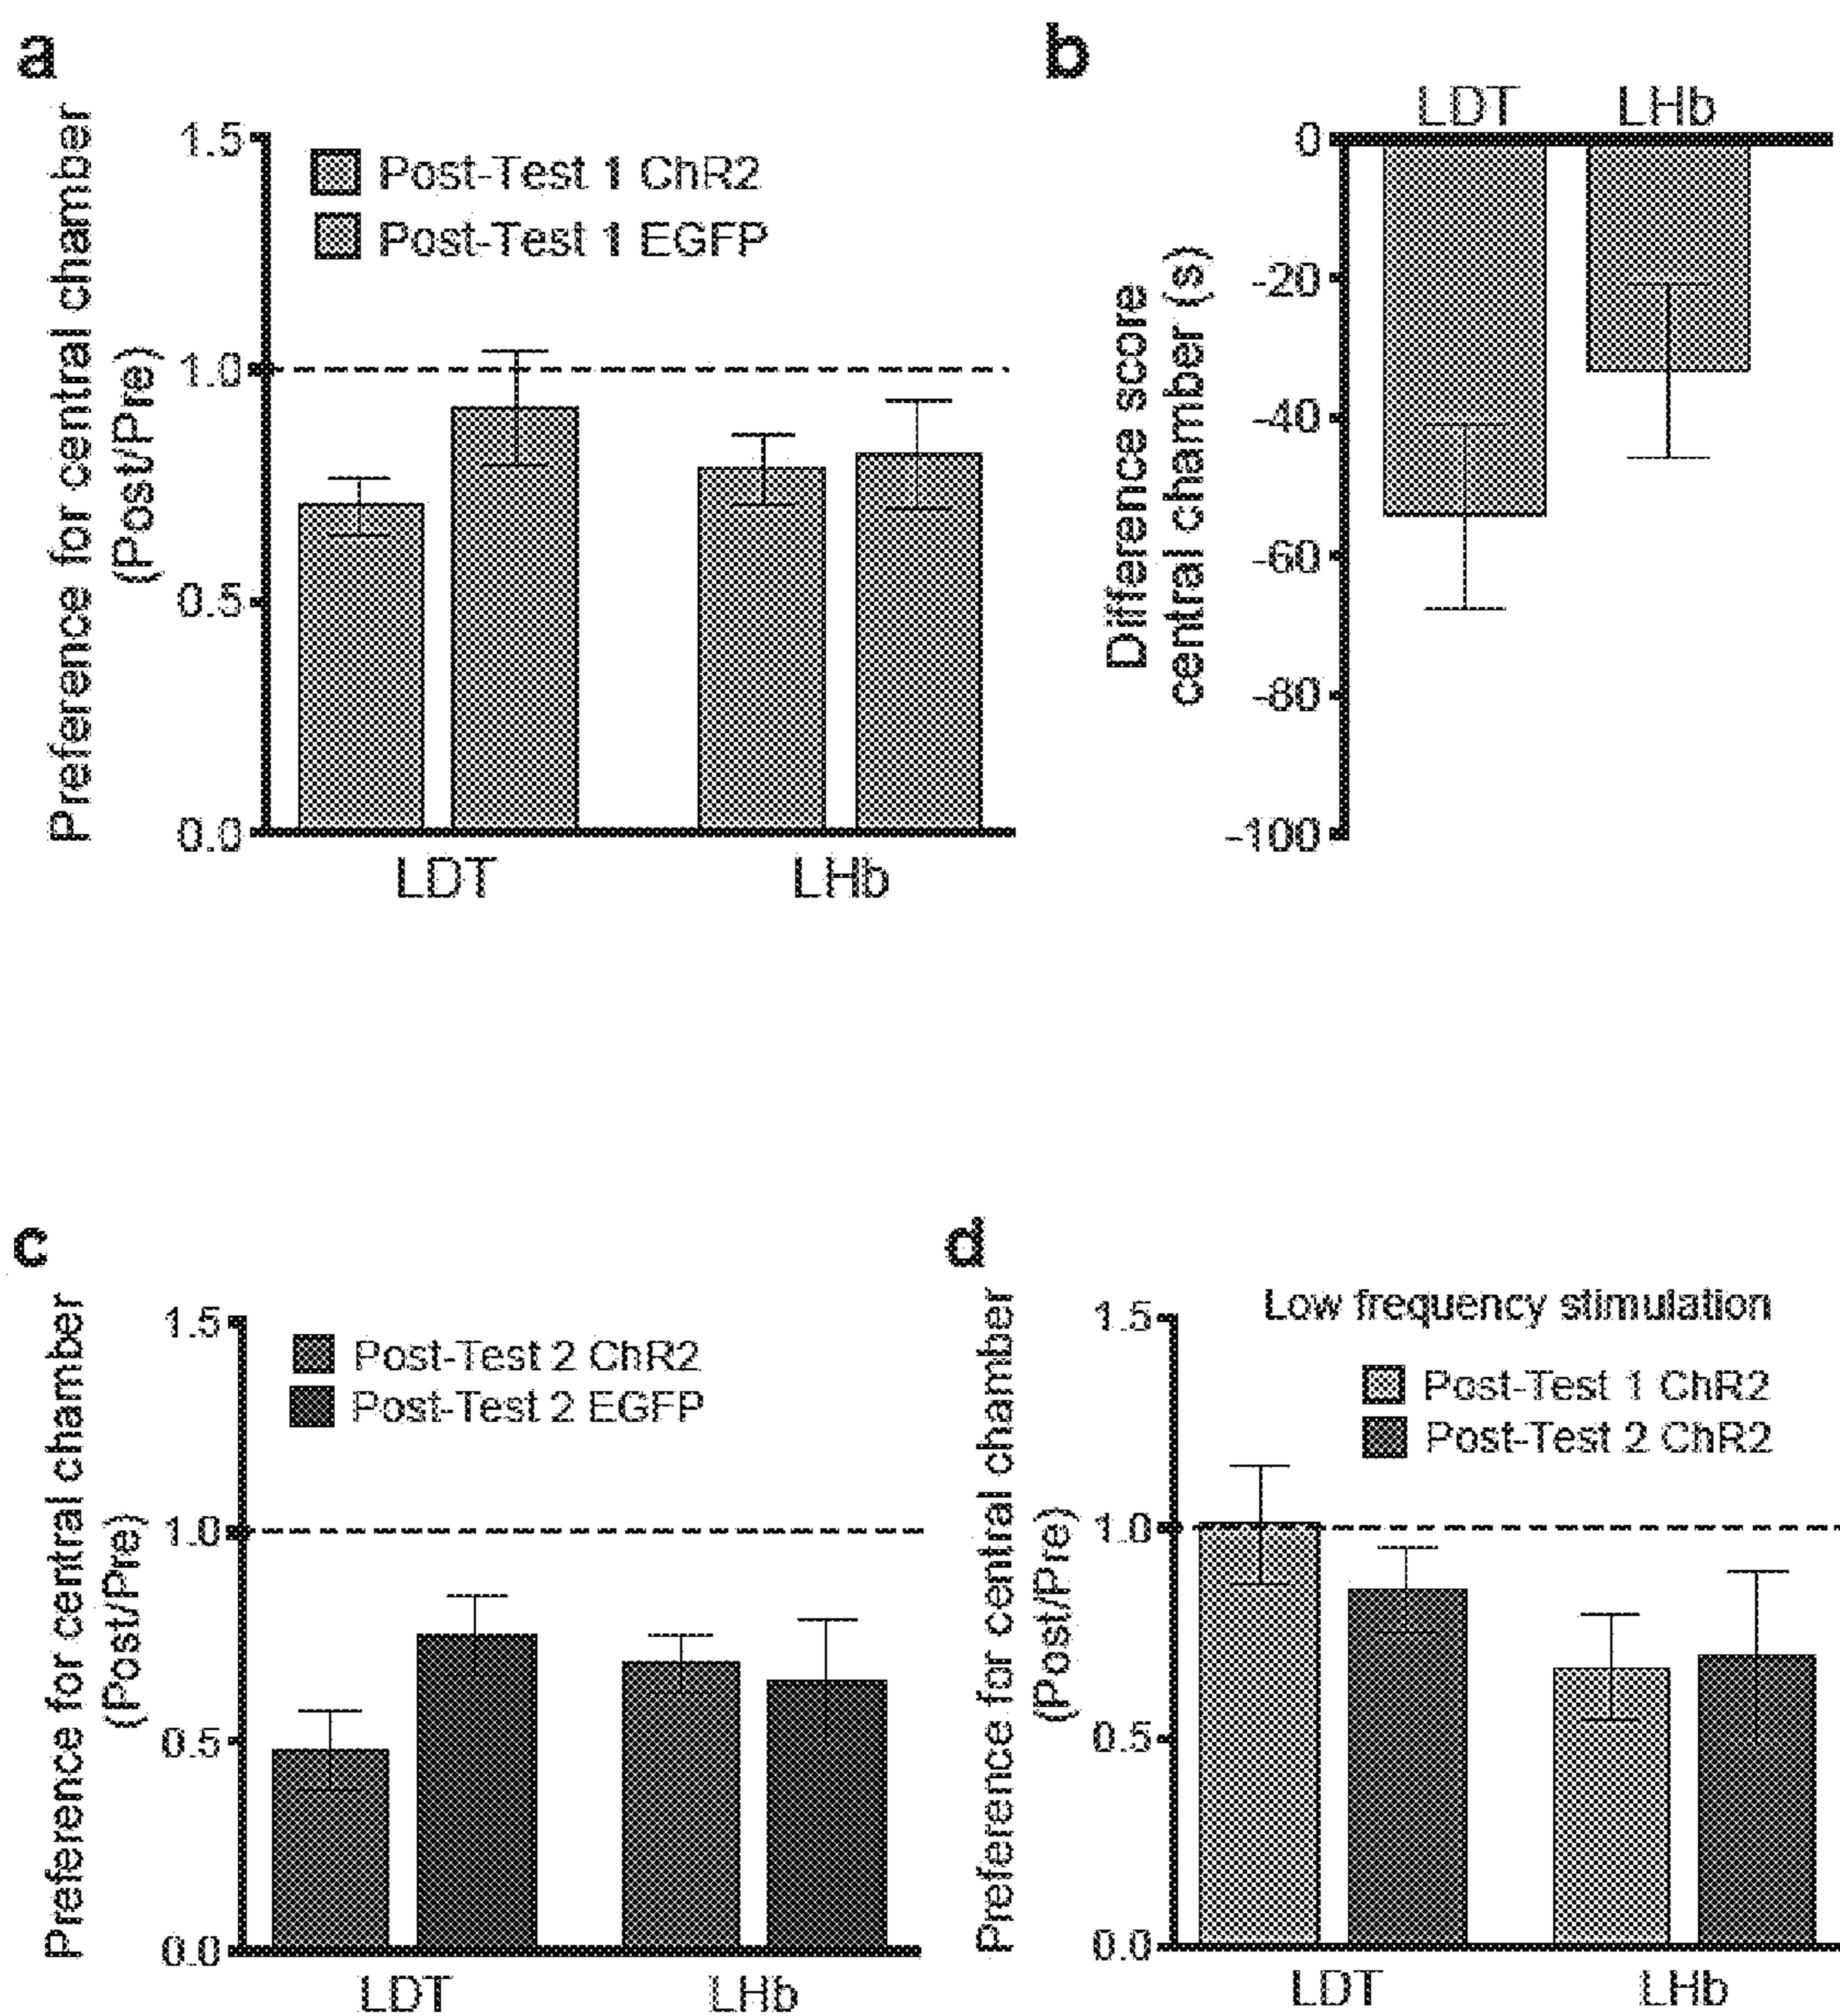 a
Preference for central chamber
(Post/Pre)
1.5
1.0
0.5
0.0
Post-Test 1 ChR2
Post-Test 1 EGFP
LDT
LHb
b
Difference score
central chamber (s)
LDT
LHb
0
-20
-40
-60
-80
-100
c
Preference for central chamber
(Post/Pre)
1.5
1.0
0.5
0.0
Post-Test 2 ChR2
Post-Test 2 EGFP
LDT
LHb
d
Preference for central chamber
(Post/Pre)
1.5
1.0
0.5
0.0
Low frequency stimulation
Post-Test 1 ChR2
Post-Test 2 ChR2
LDT
LHb